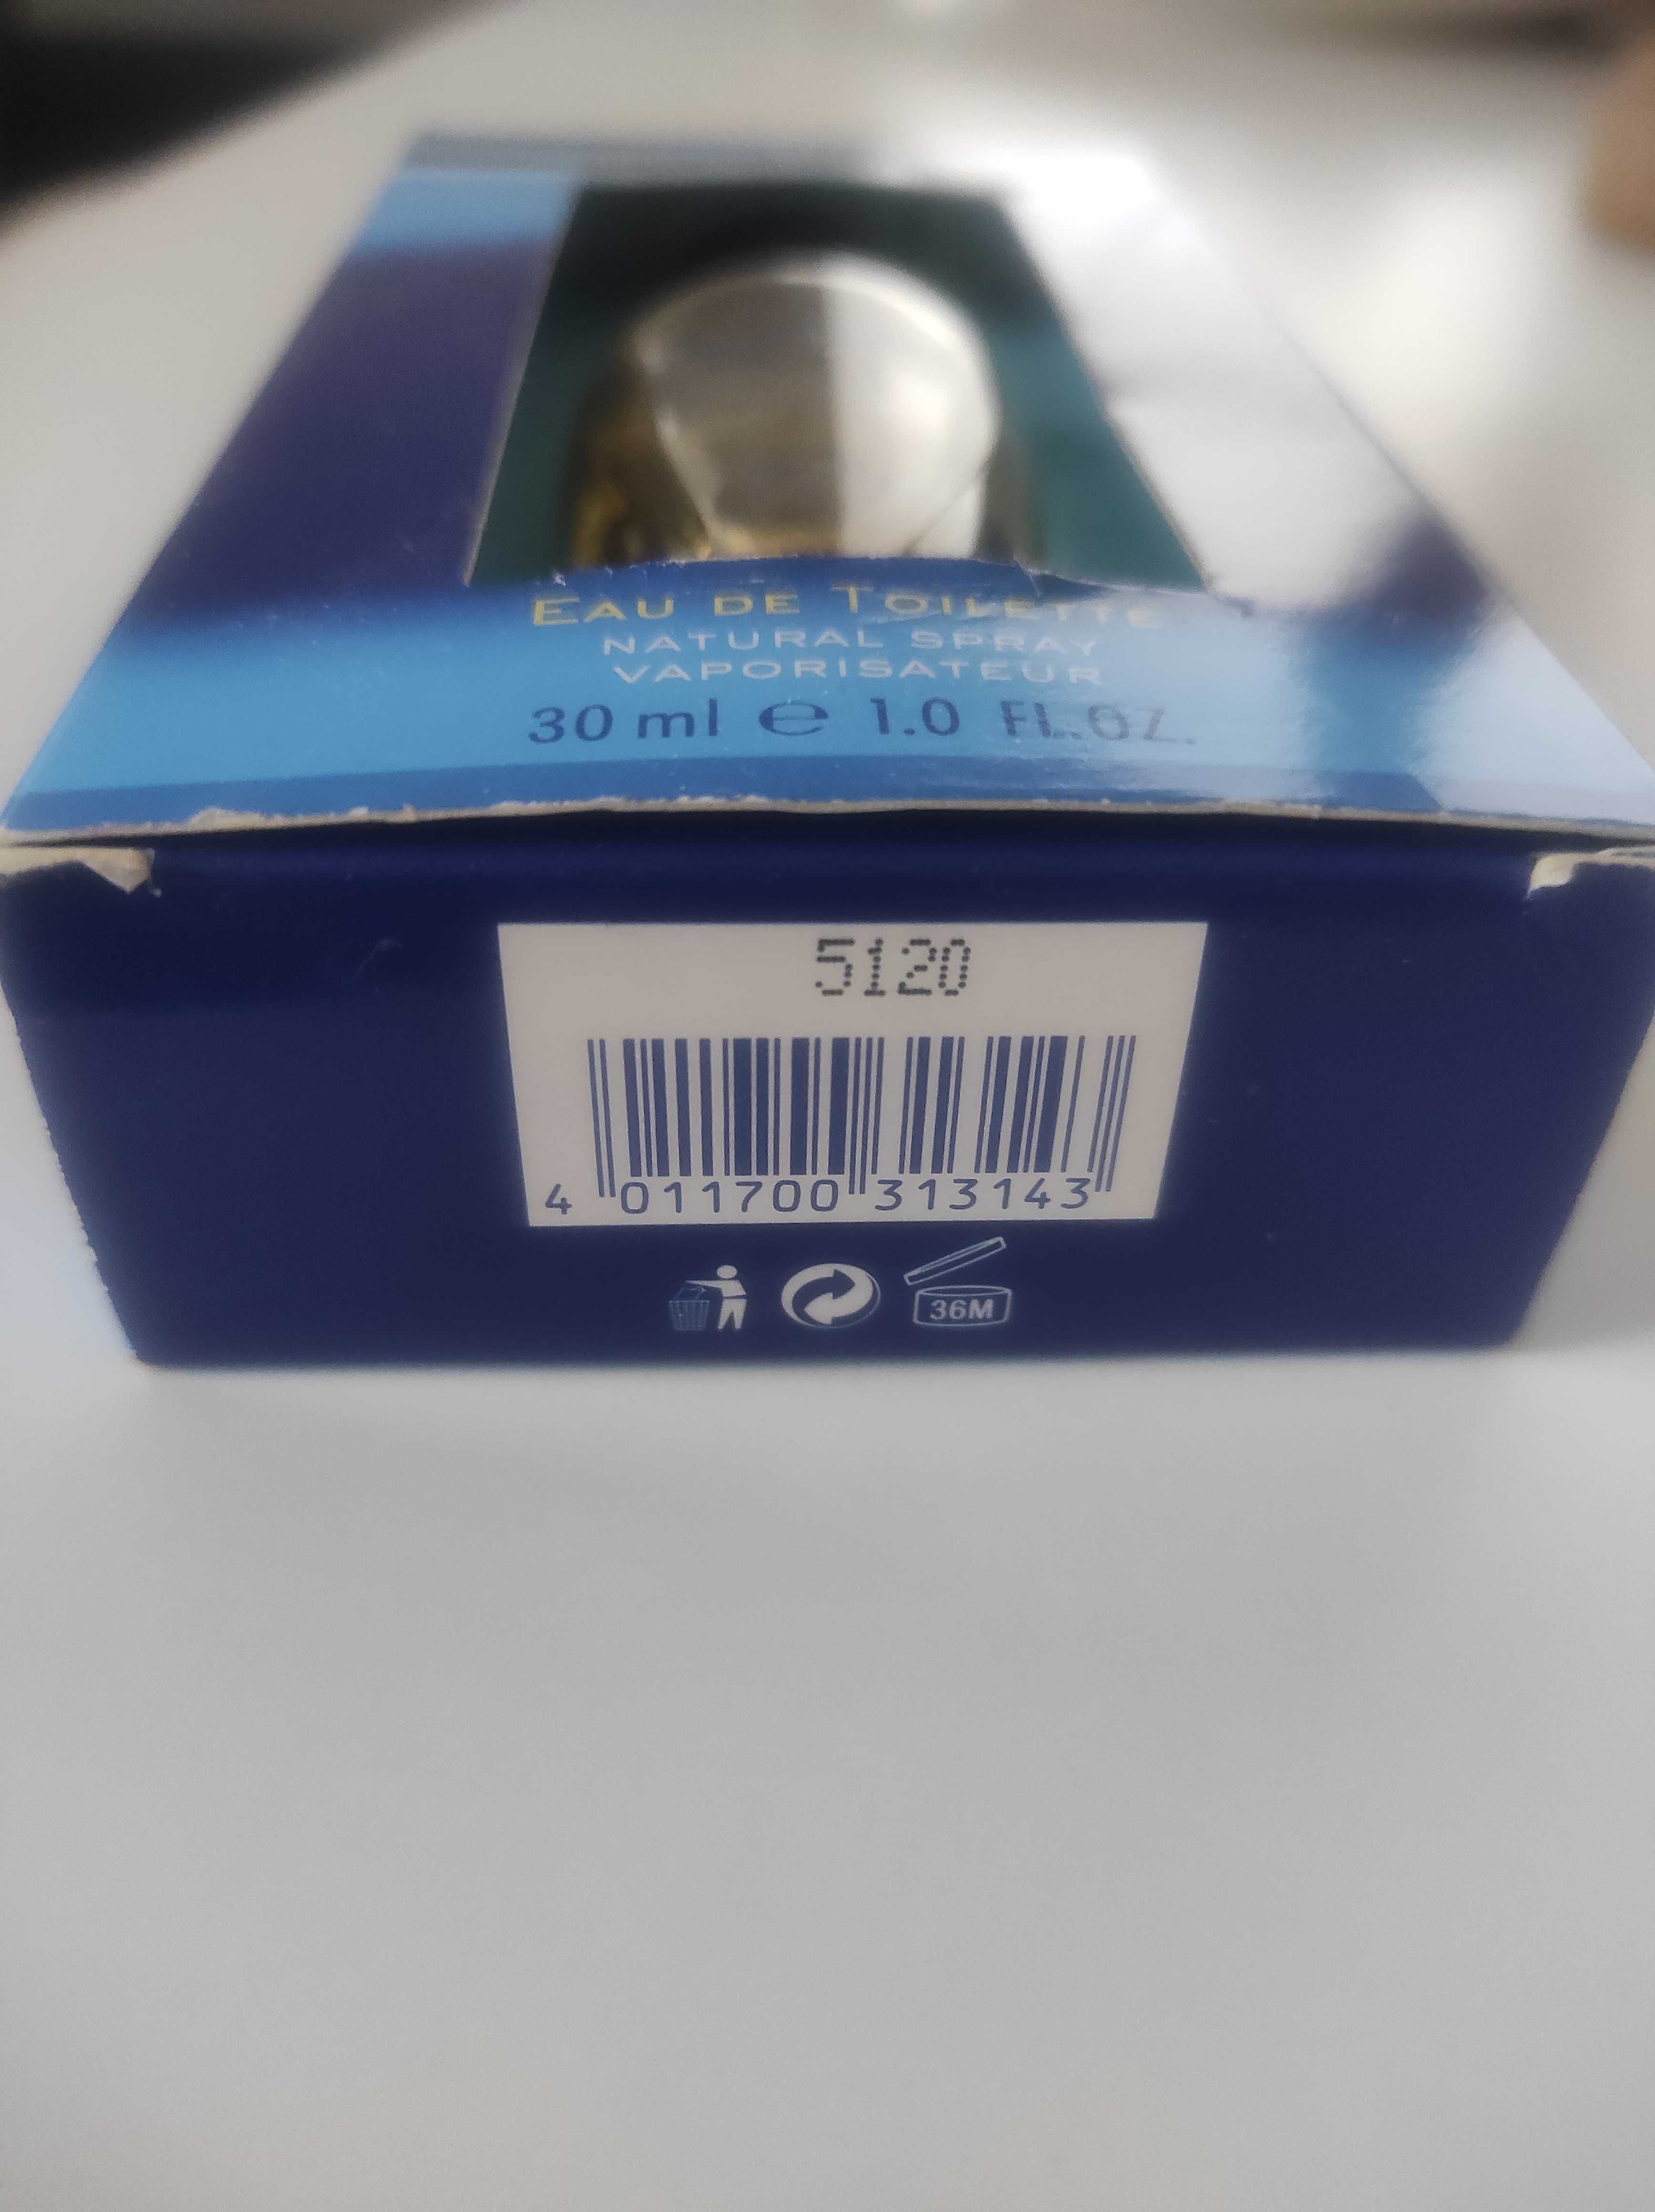 EAU DE TOILETTE
NATURAL SPRAY
VAPORISATEUR
30 ml e 1.0 FL.OZ.
5120
4 011700 313143
36M